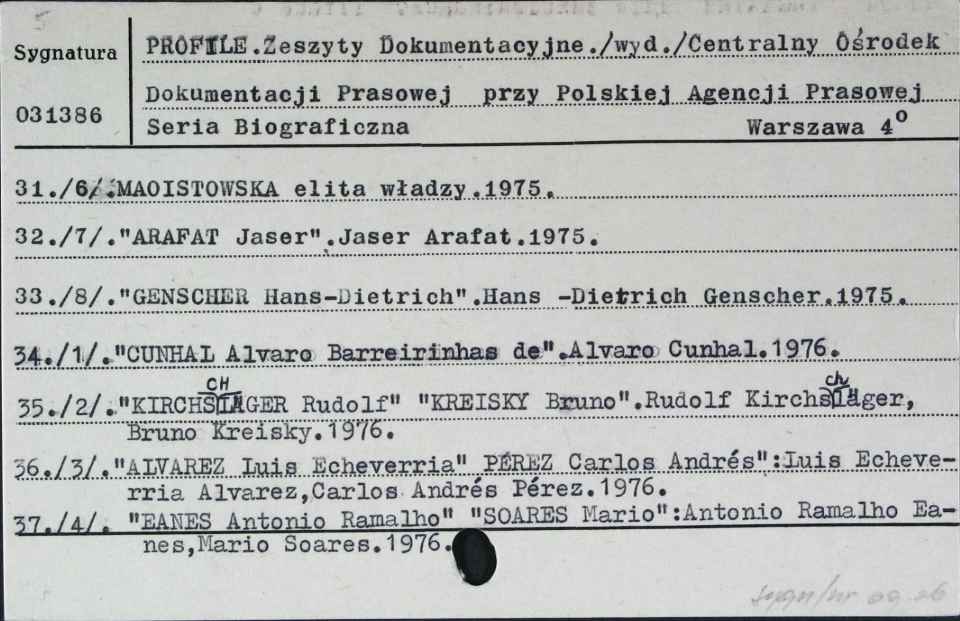 Sygnatura
031386
PROFILE.Zeszyty Dokumentacyjne./wyd./Centralny Ośrodek
Dokumentacji Prasowej przy Polskiej Agencji Prasowej
Seria Biograficzna Warszawa 4º
31./6/.MAOISTOWSKA elita władzy.1975.
32./7/."ARAFAT Jaser".Jaser Arafat.1975.
33./8/."GENSCHER Hans-Dietrich".Hans -Dietrich Genscher.1975.
34./1/."CUNHAL Alvaro Barreirinhas de".Alvaro Cunhal.1976.
CH ch
35./2/."KIRCHSLÄGER Rudolf" "KREISKY Bruno".Rudolf Kirchsläger,
Bruno Kreisky.1976.
36./3/."ALVAREZ Luis Echeverria" PÉREZ Carlos Andrés":Luis Echeve-
rria Alvarez,Carlos Andrés Pérez.1976.
37./4/. "EANES Antonio Ramalho" "SOARES Mario":Antonio Ramalho Ea-
nes,Mario Soares.1976.